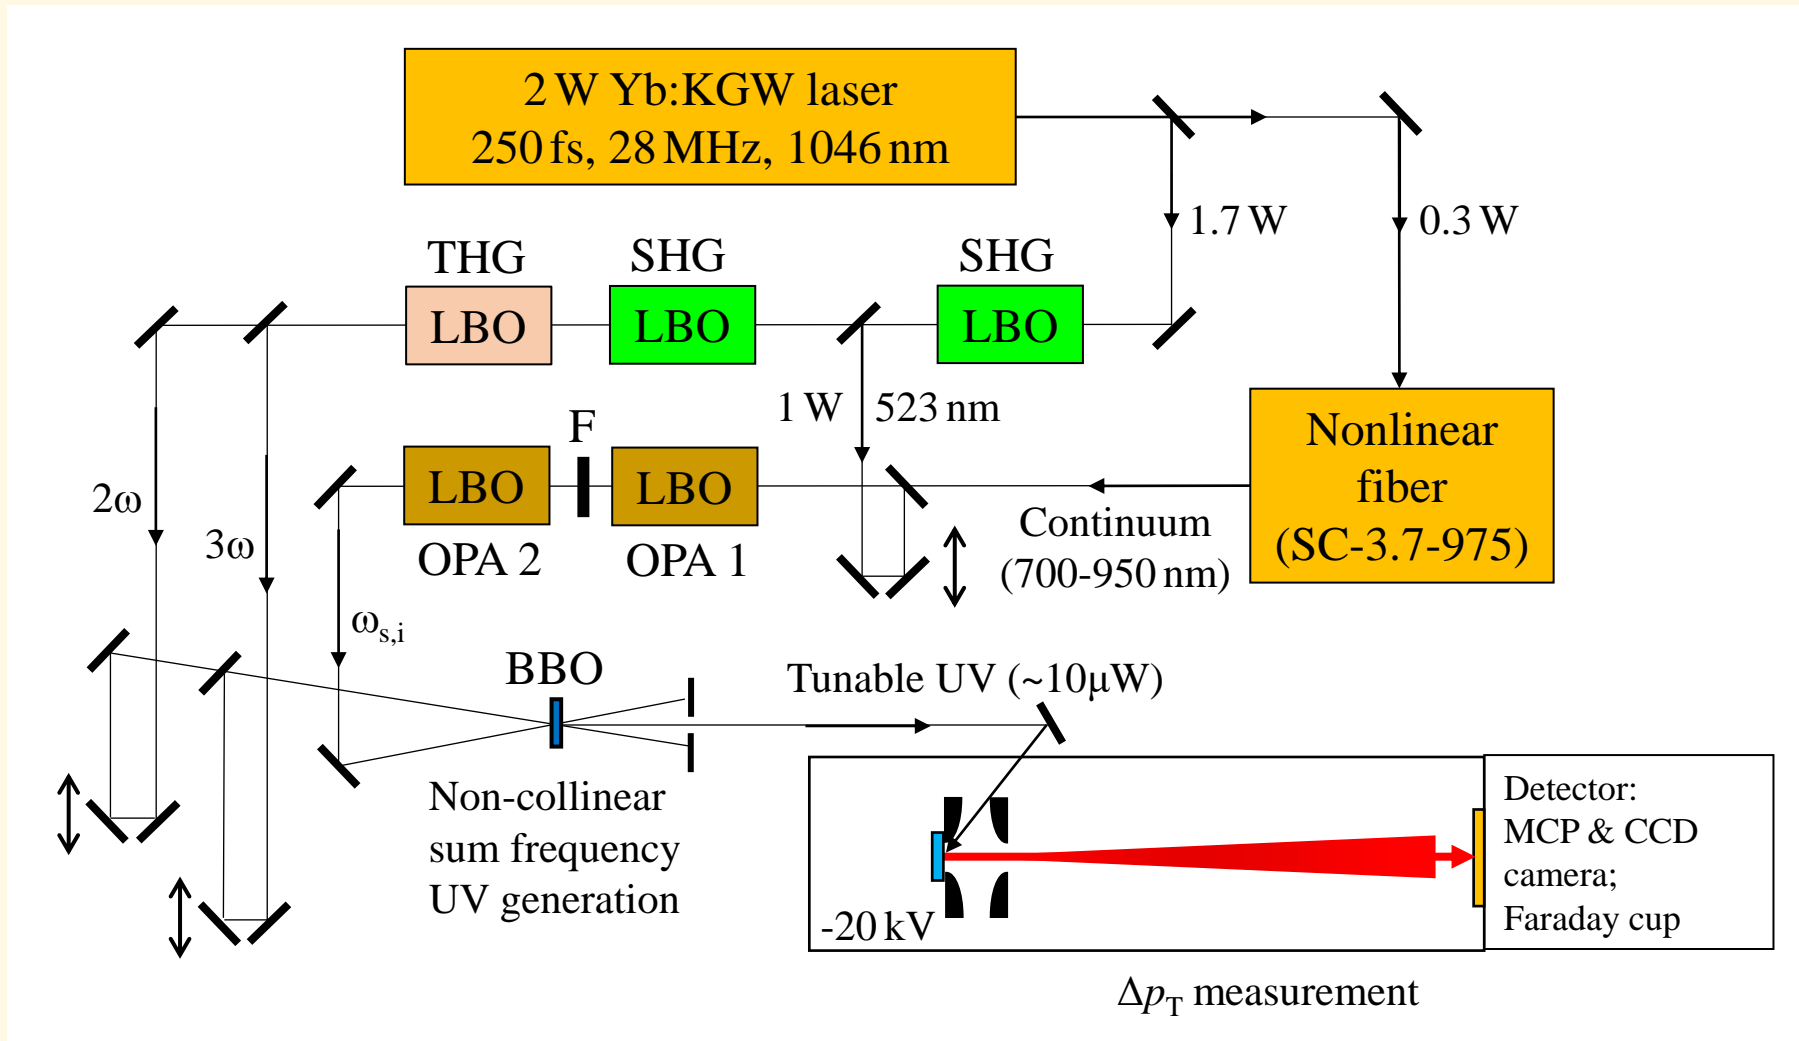 2 W Yb:KGW laser
250 fs, 28 MHz, 1046 nm
1.7 W
0.3 W
THG
SHG
SHG
LBO
LBO
LBO
1 W
523 nm
F
LBO
LBO
OPA 2
OPA 1
Nonlinear
fiber
(SC-3.7-975)
Continuum
(700-950 nm)
2ω
3ω
ωs,i
BBO
Tunable UV (~10μW)
Non-collinear
sum frequency
UV generation
-20 kV
Detector:
MCP & CCD
camera;
Faraday cup
ΔpT measurement